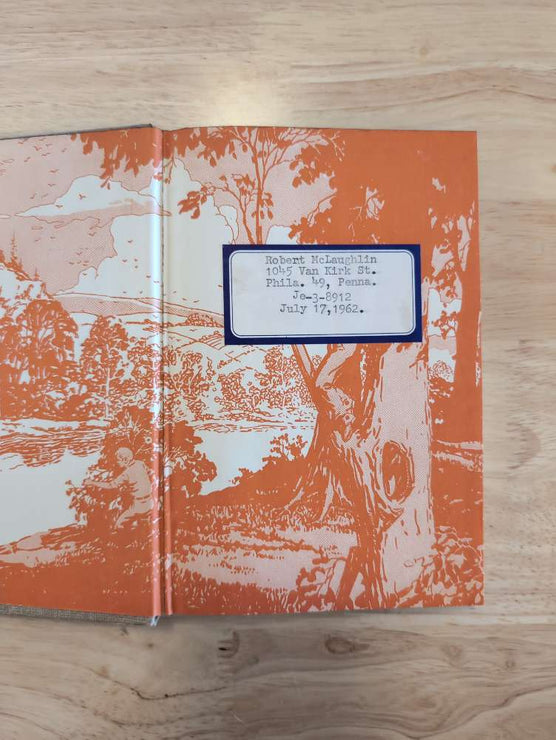 Robert McLaughlin
1045 Van Kirk St.
Phila. 49, Penna.
Je-3-8912
July 17,1962.